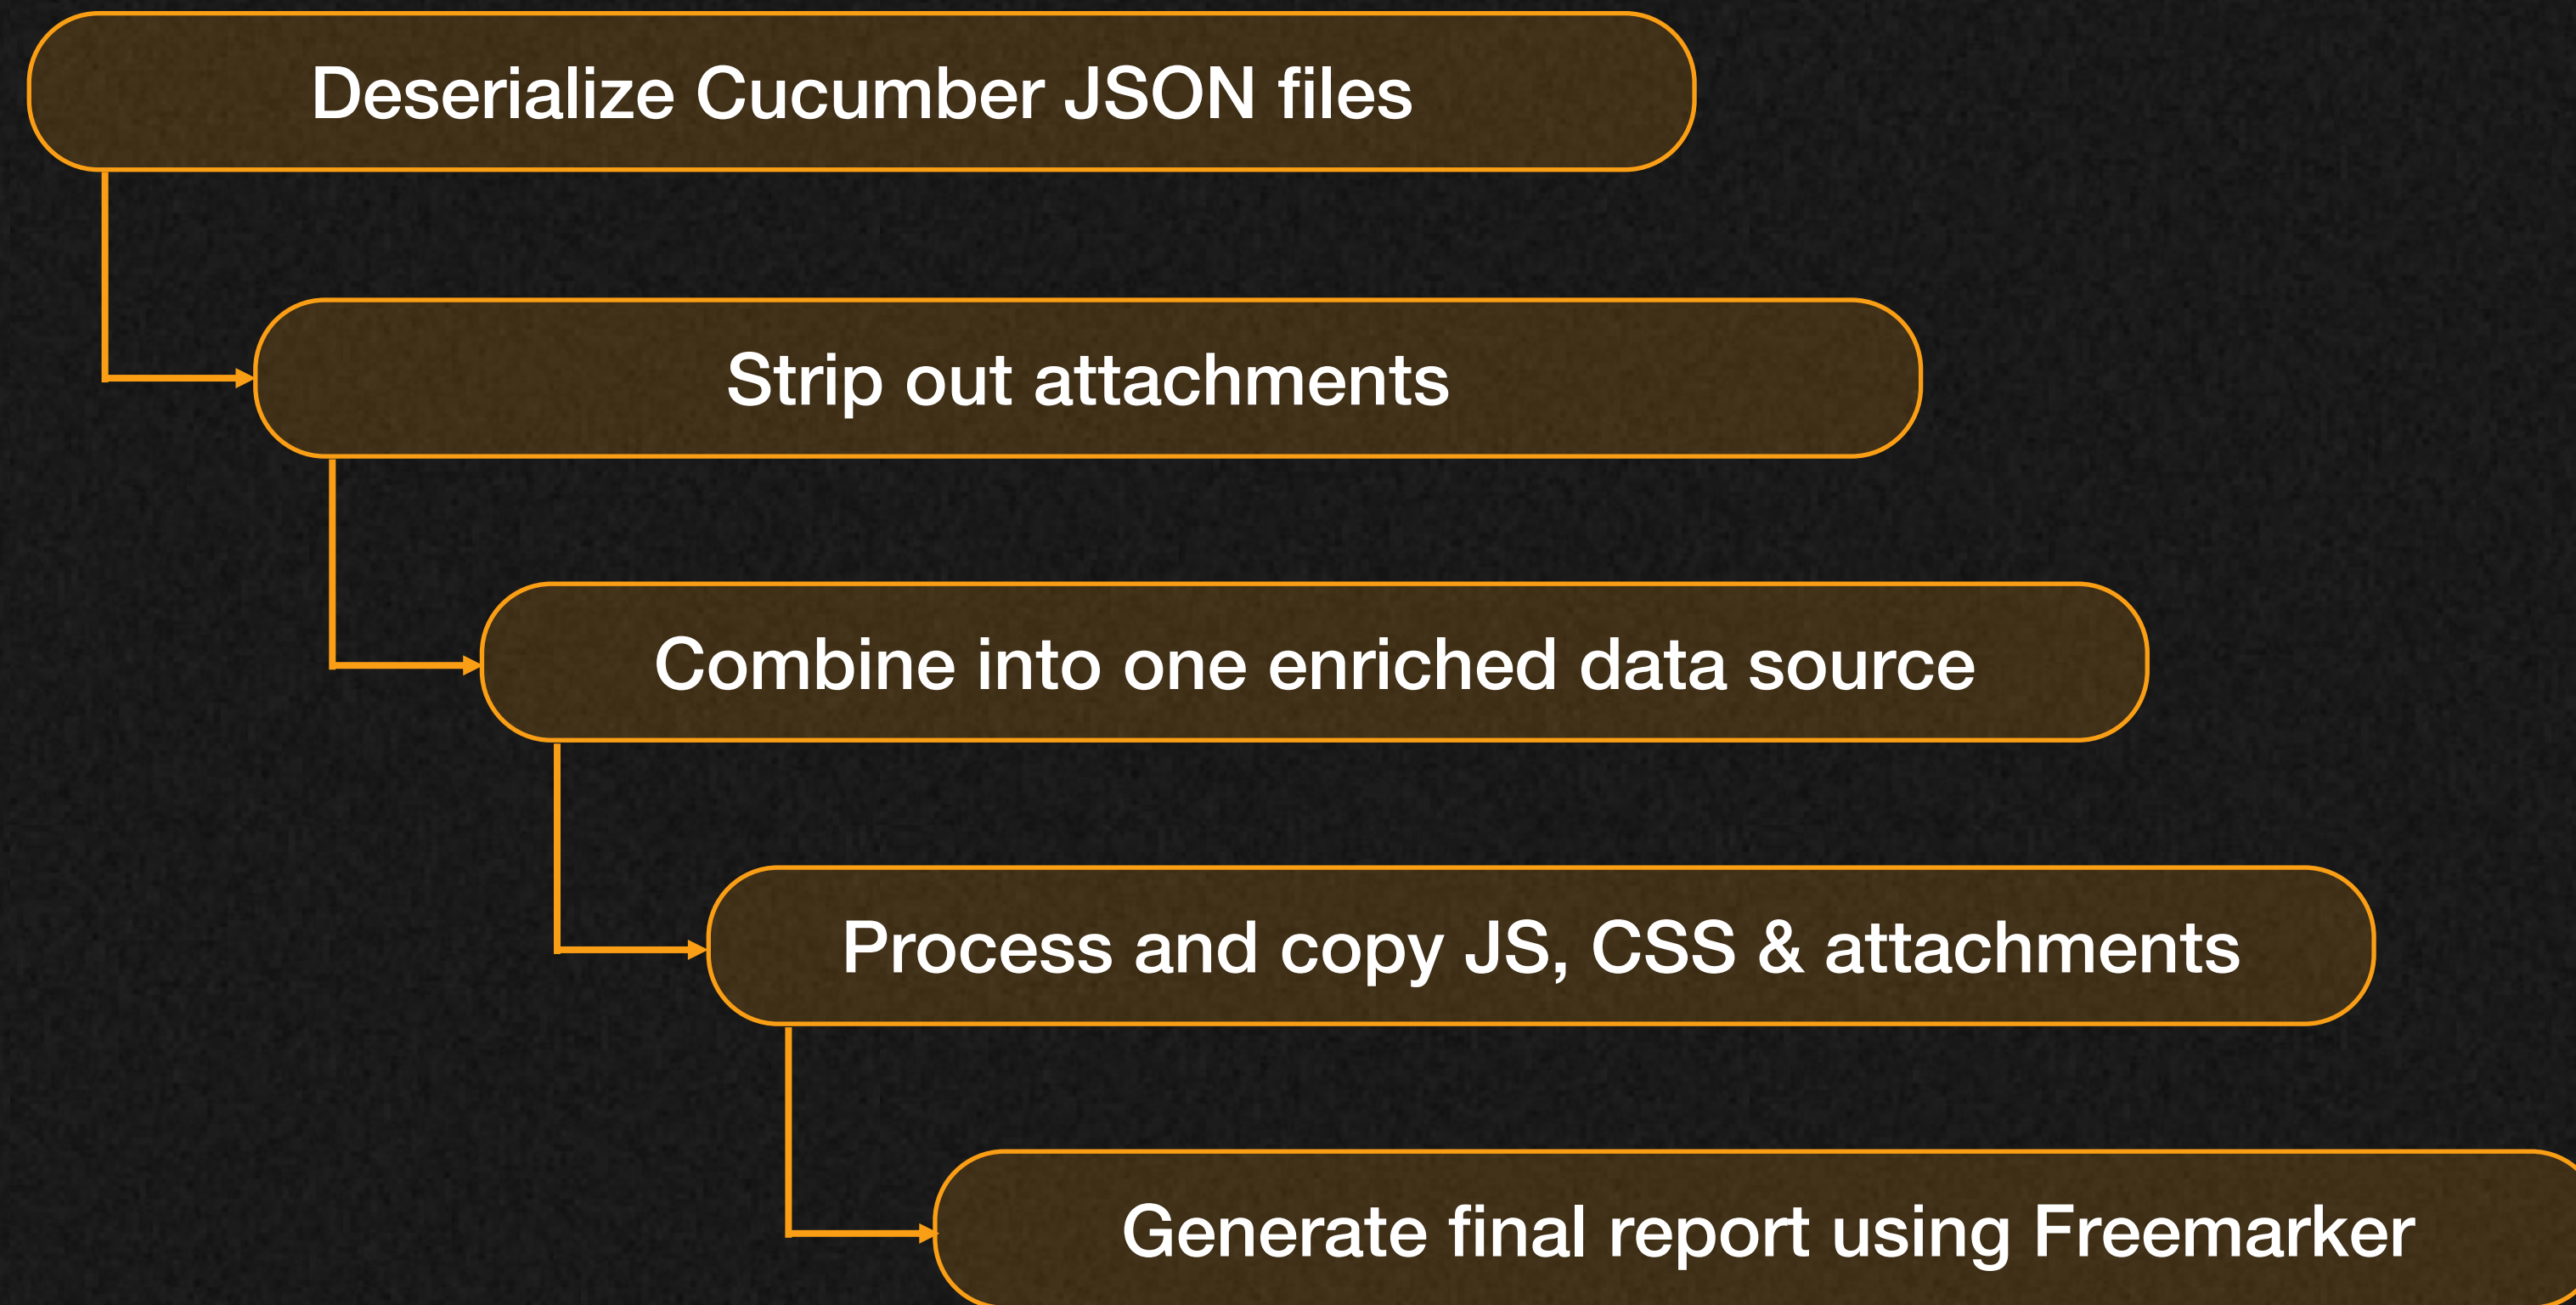 Deserialize Cucumber JSON files
Strip out attachments
Combine into one enriched data source
Process and copy JS, CSS & attachments
Generate final report using Freemarker